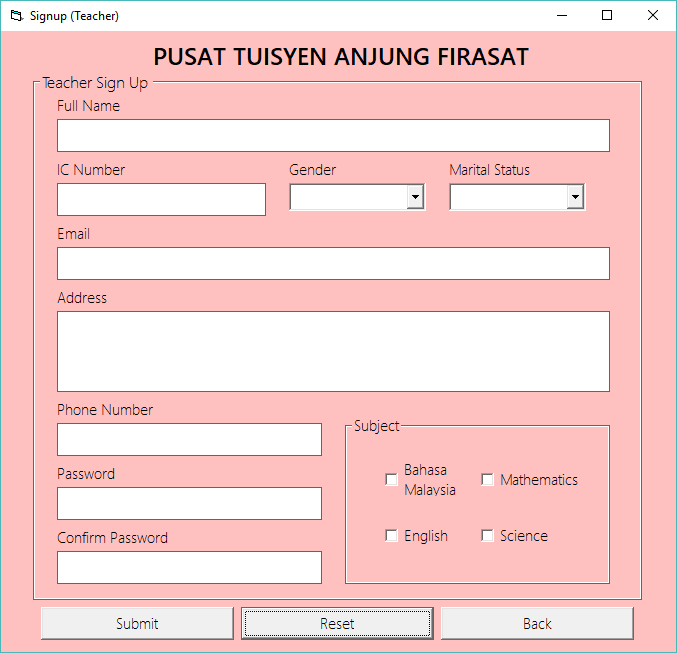 Signup (Teacher)
PUSAT TUISYEN ANJUNG FIRASAT
Teacher Sign Up
Full Name
IC Number Gender Marital Status
Email
Address
Phone Number
Subject
Password
Bahasa
Malaysia
Mathematics
Confirm Password
English Science
Submit Reset Back